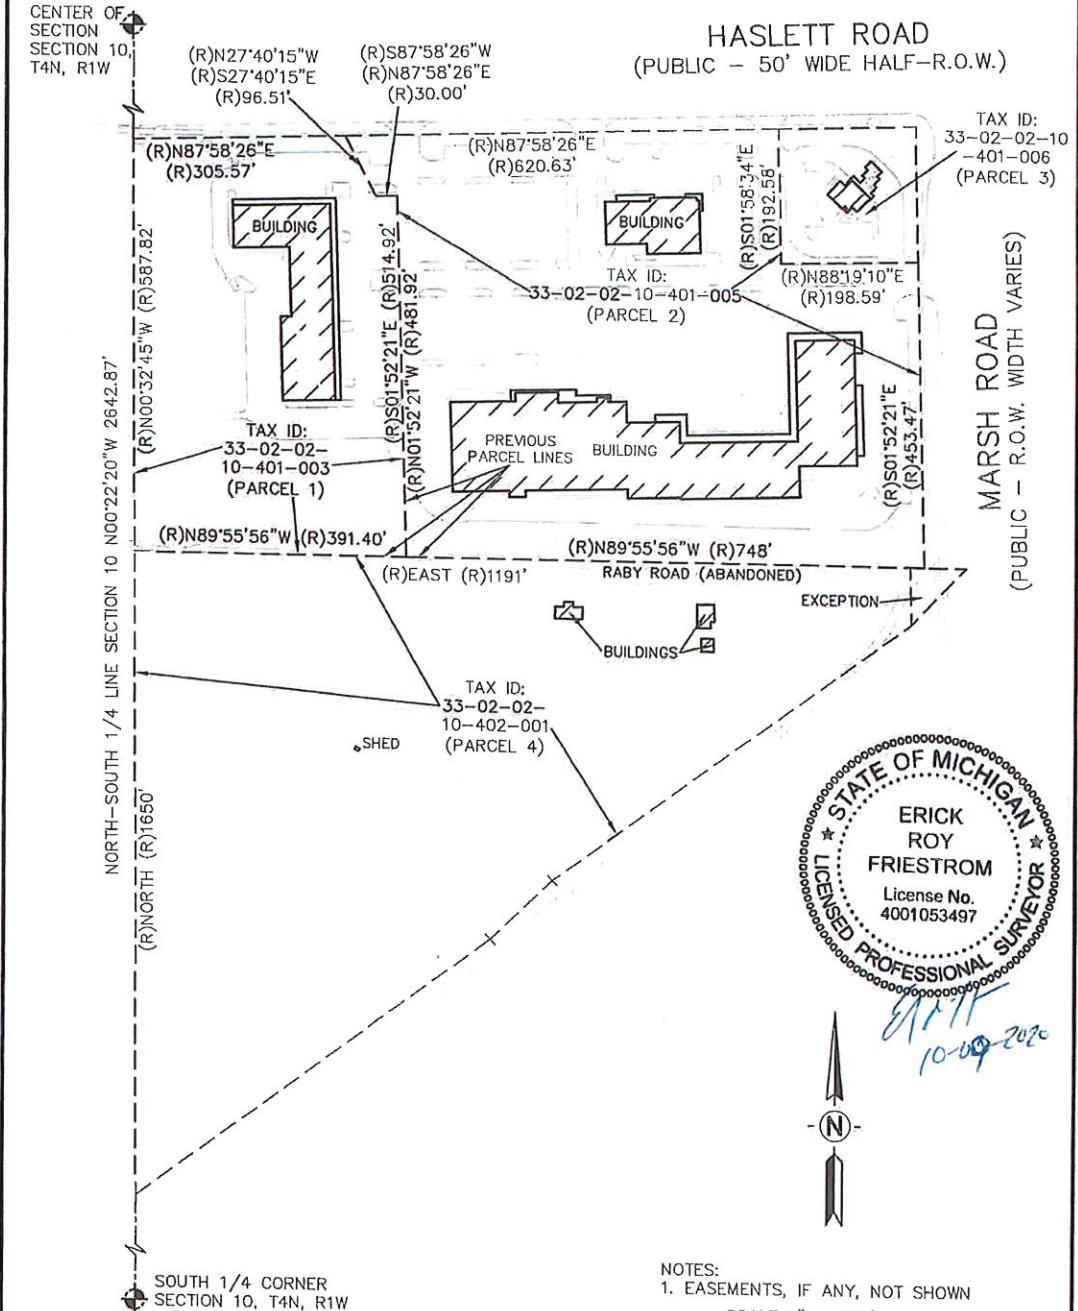 CENTER OF
SECTION
SECTION 10,
T4N, R1W
(R)N27°40'15"W
(R)S27°40'15"E
(R)96.51'
(R)S87°58'26"W
(R)N87°58'26"E
(R)30.00'
HASLETT ROAD
(PUBLIC - 50' WIDE HALF-R.O.W.)
TAX ID:
33-02-02-10
-401-006
(PARCEL 3)
(R)N87°58'26"E
(R)305.57'
(R)N87°58'26"E
(R)620.63'
(R)S01°58'34"E
(R)192.58'
BUILDING
BUILDING
(R)N00°32'45"W (R)587.82'
(R)S01°52'21"E (R)514.92'
(R)N01°52'21"W (R)481.92'
TAX ID:
33-02-02-10-401-005
(PARCEL 2)
(R)N88°19'10"E
(R)198.59'
MARSH ROAD
(PUBLIC - R.O.W. WIDTH VARIES)
TAX ID:
33-02-02-
10-401-003
(PARCEL 1)
PREVIOUS
PARCEL LINES
BUILDING
(R)S01°52'21"E
(R)453.47'
(R)N89°55'56"W (R)391.40'
(R)N89°55'56"W (R)748'
(R)EAST (R)1191'
RABY ROAD (ABANDONED)
EXCEPTION
BUILDINGS
NORTH-SOUTH 1/4 LINE SECTION 10 N00°22'20"W 2642.87'
TAX ID:
33-02-02-
10-402-001
(PARCEL 4)
SHED
(R)NORTH (R)1650'
STATE OF MICHIGAN
ERICK
ROY
FRIESTROM
License No.
4001053497
LICENSED PROFESSIONAL SURVEYOR
N
SOUTH 1/4 CORNER
SECTION 10, T4N, R1W
NOTES:
1. EASEMENTS, IF ANY, NOT SHOWN